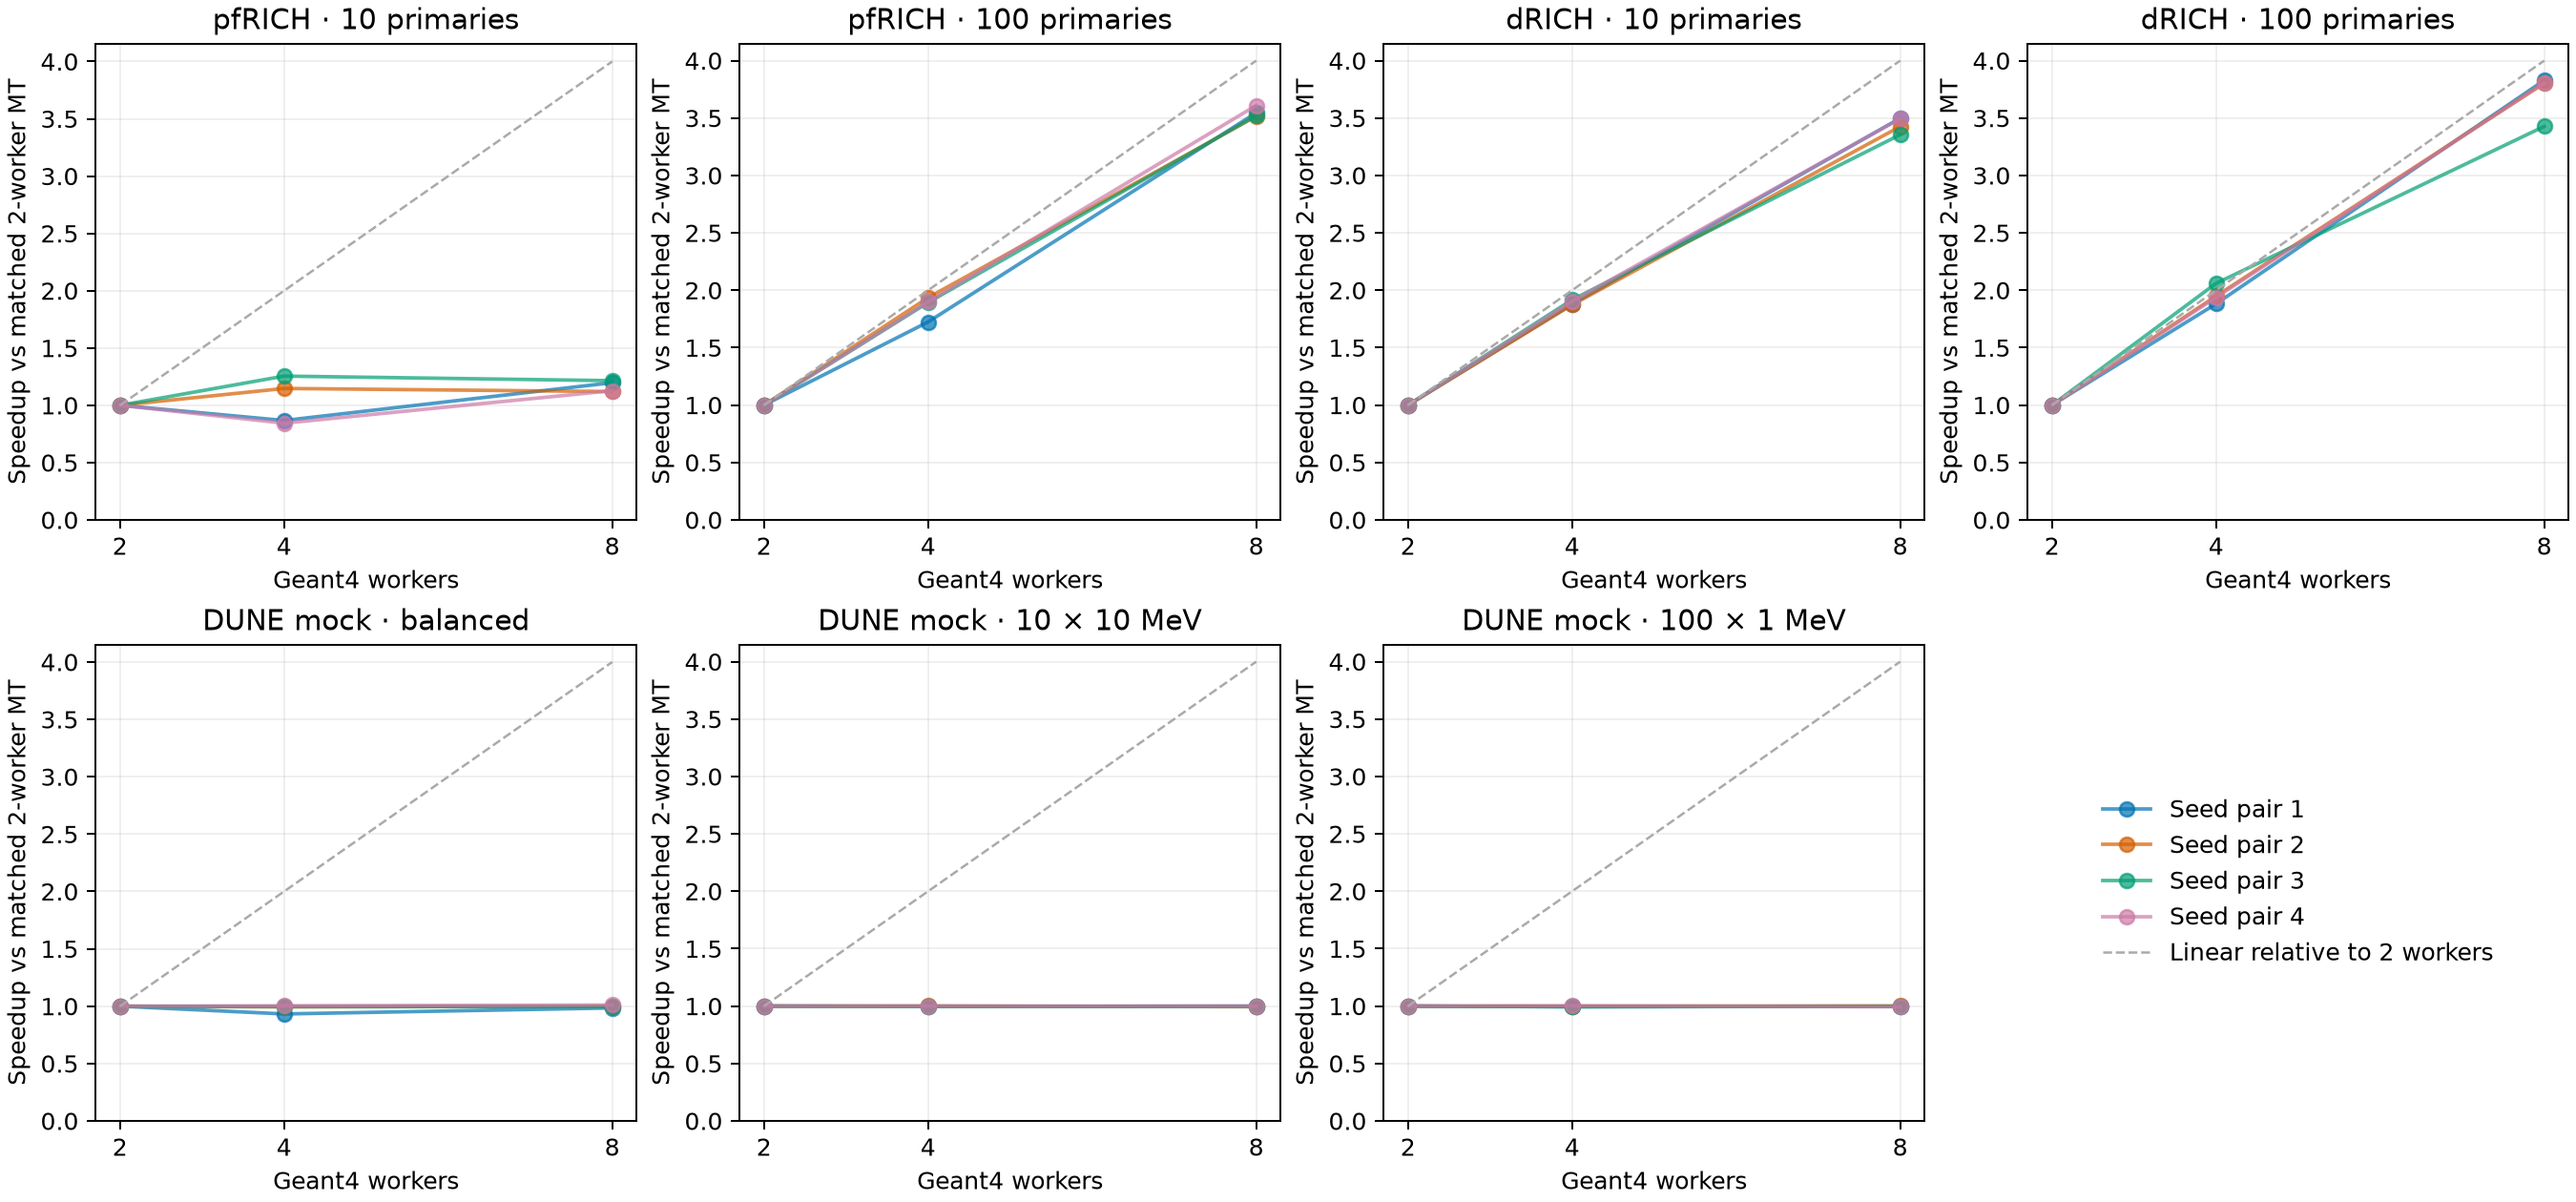 pfRICH · 10 primaries
Speedup vs matched 2-worker MT
4.0
3.5
3.0
2.5
2.0
1.5
1.0
0.5
0.0
2 4 8
Geant4 workers
pfRICH · 100 primaries
Speedup vs matched 2-worker MT
4.0
3.5
3.0
2.5
2.0
1.5
1.0
0.5
0.0
2 4 8
Geant4 workers
dRICH · 10 primaries
Speedup vs matched 2-worker MT
4.0
3.5
3.0
2.5
2.0
1.5
1.0
0.5
0.0
2 4 8
Geant4 workers
dRICH · 100 primaries
Speedup vs matched 2-worker MT
4.0
3.5
3.0
2.5
2.0
1.5
1.0
0.5
0.0
2 4 8
Geant4 workers
DUNE mock · balanced
Speedup vs matched 2-worker MT
4.0
3.5
3.0
2.5
2.0
1.5
1.0
0.5
0.0
2 4 8
Geant4 workers
DUNE mock · 10 × 10 MeV
Speedup vs matched 2-worker MT
4.0
3.5
3.0
2.5
2.0
1.5
1.0
0.5
0.0
2 4 8
Geant4 workers
DUNE mock · 100 × 1 MeV
Speedup vs matched 2-worker MT
4.0
3.5
3.0
2.5
2.0
1.5
1.0
0.5
0.0
2 4 8
Geant4 workers
Seed pair 1
Seed pair 2
Seed pair 3
Seed pair 4
Linear relative to 2 workers